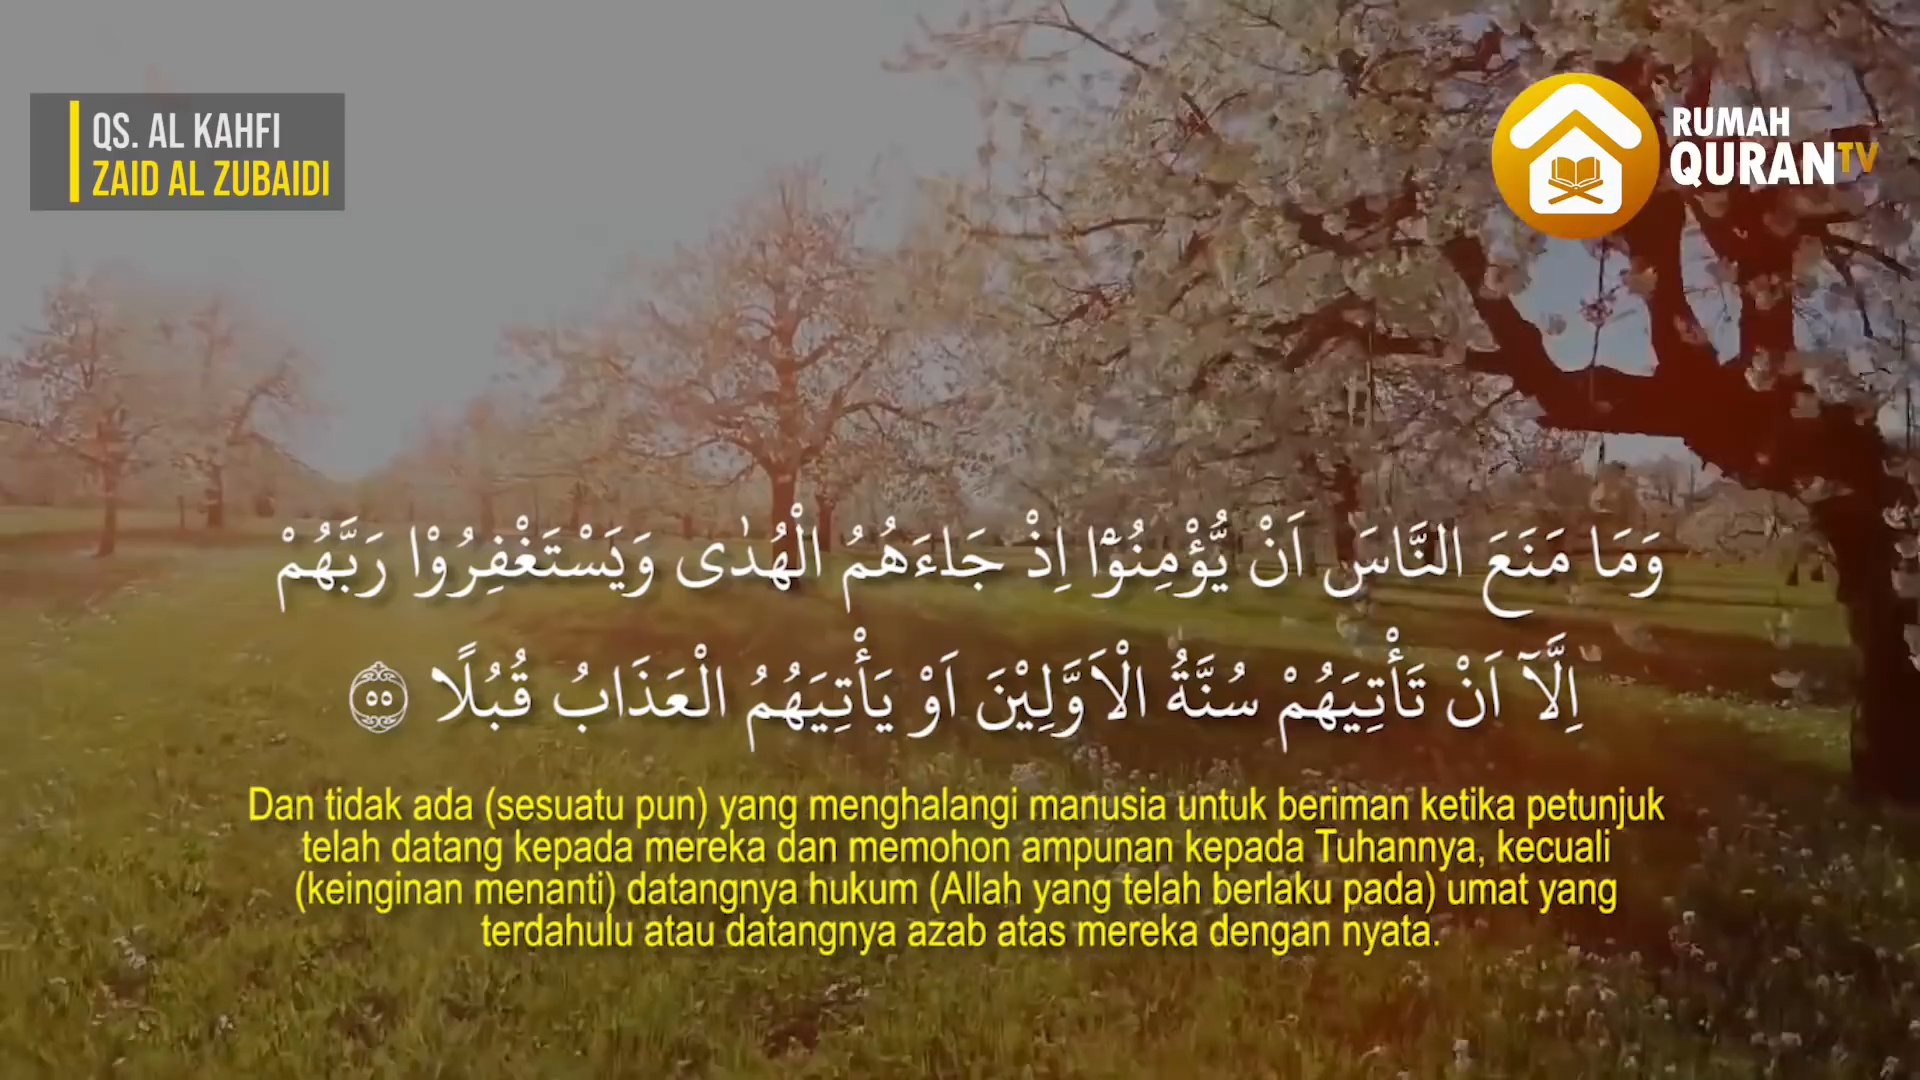 QS. AL KAHFI
ZAID AL ZUBAIDI
RUMAH
QURANTV
وَمَا مَنَعَ النَّاسَ اَنْ يُّؤْمِنُوْٓا اِذْ جَاءَهُمُ الْهُدٰى وَيَسْتَغْفِرُوْا رَبَّهُمْ
اِلَّآ اَنْ تَأْتِيَهُمْ سُنَّةُ الْاَوَّلِيْنَ اَوْ يَأْتِيَهُمُ الْعَذَابُ قُبُلًا ٥٥
Dan tidak ada (sesuatu pun) yang menghalangi manusia untuk beriman ketika petunjuk
telah datang kepada mereka dan memohon ampunan kepada Tuhannya, kecuali
(keinginan menanti) datangnya hukum (Allah yang telah berlaku pada) umat yang
terdahulu atau datangnya azab atas mereka dengan nyata.